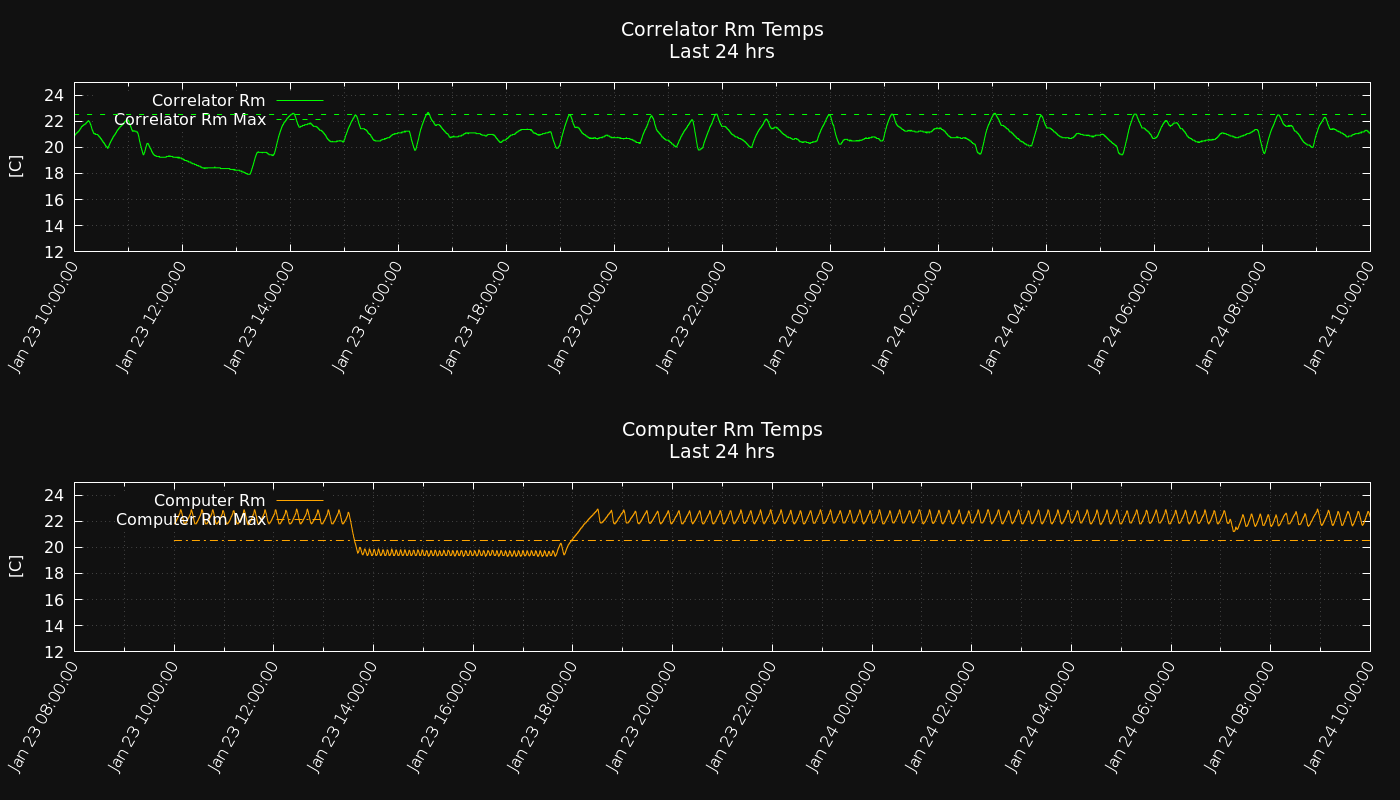 Correlator Rm Temps
Last 24 hrs
24
22
20
18
16
14
12
[C]
Correlator Rm
Correlator Rm Max
Jan 23 10:00:00
Jan 23 12:00:00
Jan 23 14:00:00
Jan 23 16:00:00
Jan 23 18:00:00
Jan 23 20:00:00
Jan 23 22:00:00
Jan 24 00:00:00
Jan 24 02:00:00
Jan 24 04:00:00
Jan 24 06:00:00
Jan 24 08:00:00
Jan 24 10:00:00
Computer Rm Temps
Last 24 hrs
24
22
20
18
16
14
12
[C]
Computer Rm
Computer Rm Max
Jan 23 08:00:00
Jan 23 10:00:00
Jan 23 12:00:00
Jan 23 14:00:00
Jan 23 16:00:00
Jan 23 18:00:00
Jan 23 20:00:00
Jan 23 22:00:00
Jan 24 00:00:00
Jan 24 02:00:00
Jan 24 04:00:00
Jan 24 06:00:00
Jan 24 08:00:00
Jan 24 10:00:00